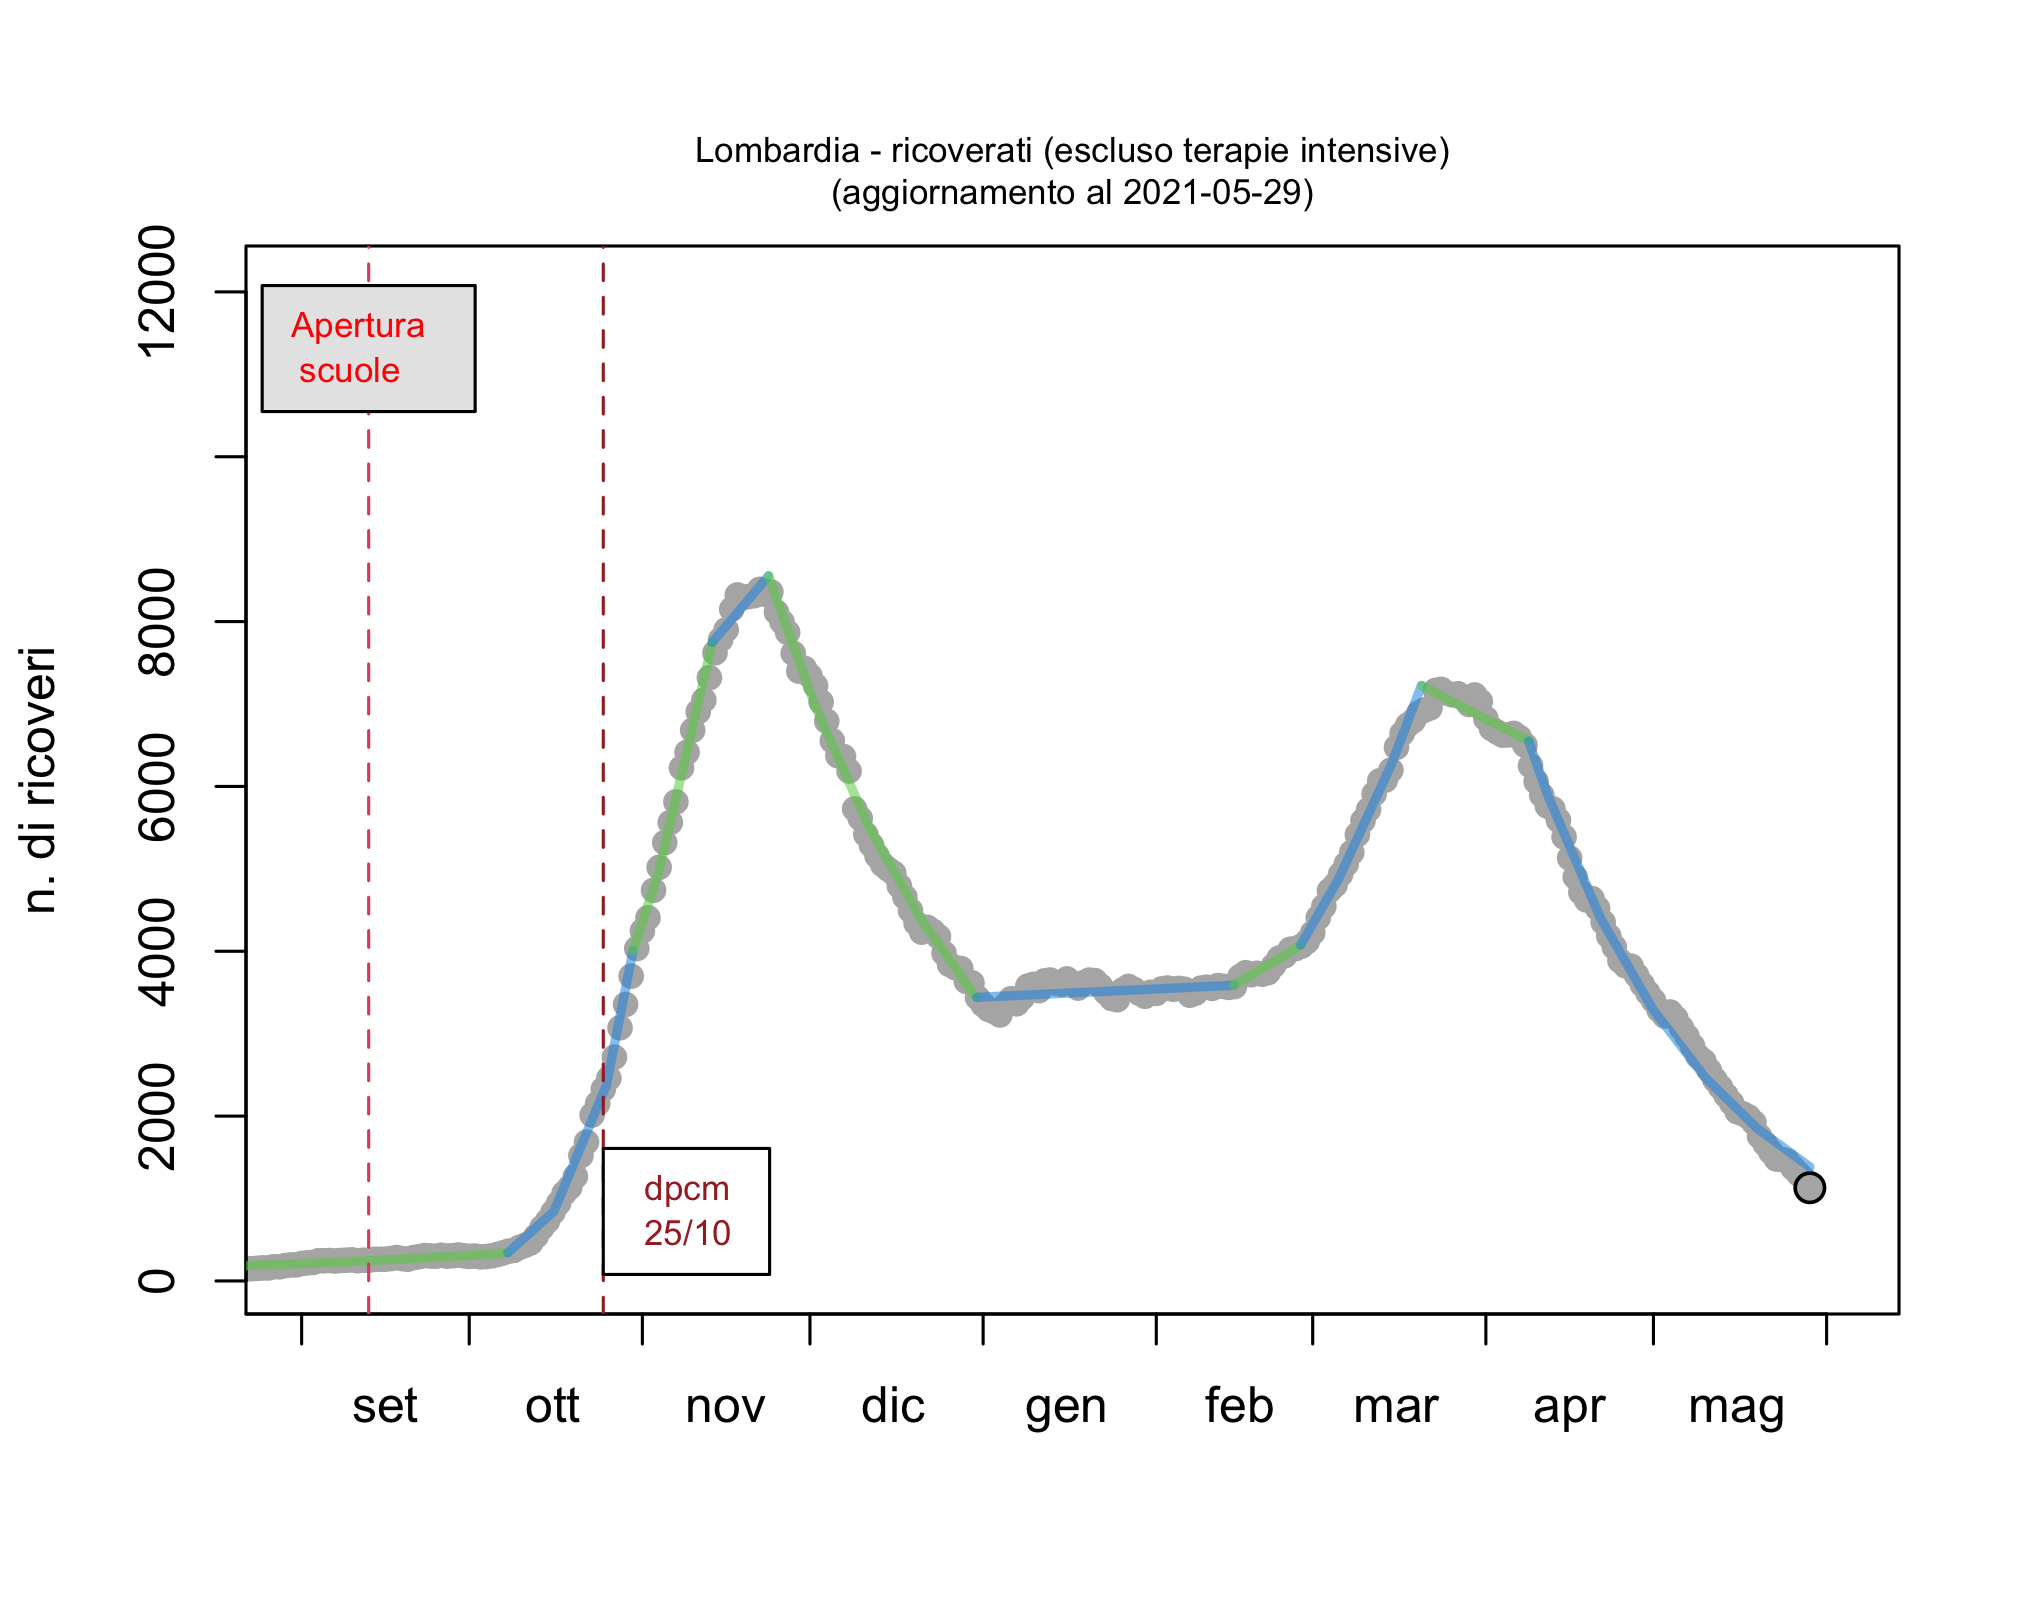 Lombardia - ricoverati (escluso terapie intensive)
(aggiornamento al 2021-05-29)
n. di ricoveri
12000
8000
6000
4000
2000
0
Apertura
scuole
dpcm
25/10
set ott nov dic gen feb mar apr mag